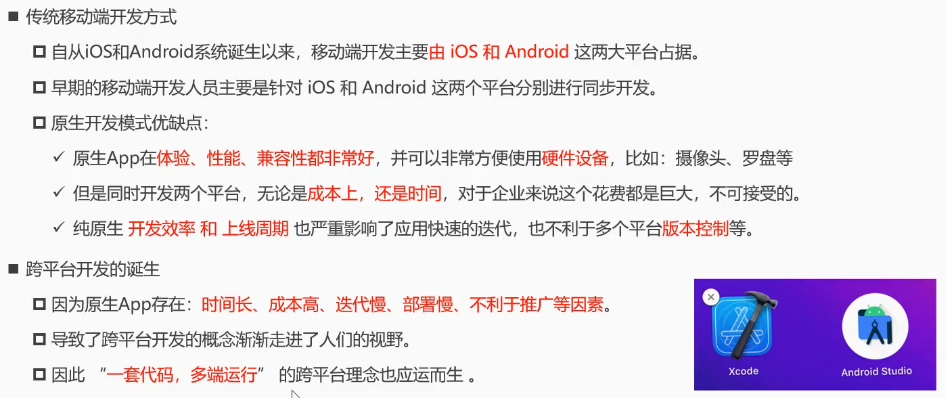 传统移动端开发方式
自从iOS和Android系统诞生以来，移动端开发主要由 iOS 和 Android 这两大平台占据。
早期的移动端开发人员主要是针对 iOS 和 Android 这两个平台分别进行同步开发。
原生开发模式优缺点：
✓ 原生App在体验、性能、兼容性都非常好，并可以非常方便使用硬件设备，比如：摄像头、罗盘等
✓ 但是同时开发两个平台，无论是成本上，还是时间，对于企业来说这个花费都是巨大，不可接受的。
✓ 纯原生 开发效率 和 上线周期 也严重影响了应用快速的迭代，也不利于多个平台版本控制等。
跨平台开发的诞生
因为原生App存在：时间长、成本高、迭代慢、部署慢、不利于推广等因素。
导致了跨平台开发的概念渐渐走进了人们的视野。
因此 “一套代码，多端运行” 的跨平台理念也应运而生 。
Xcode
Android Studio